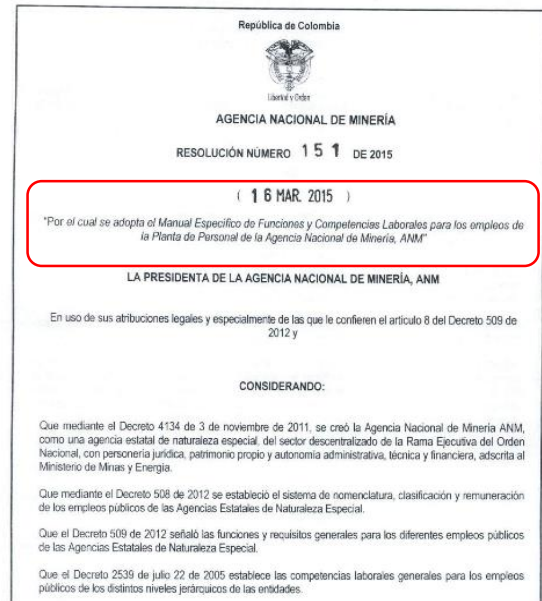 República de Colombia
Libertad y Orden
AGENCIA NACIONAL DE MINERÍA
RESOLUCIÓN NÚMERO 151 DE 2015
( 16 MAR. 2015 )
"Por el cual se adopta el Manual Específico de Funciones y Competencias Laborales para los empleos de
la Planta de Personal de la Agencia Nacional de Minería, ANM"
LA PRESIDENTA DE LA AGENCIA NACIONAL DE MINERÍA, ANM
En uso de sus atribuciones legales y especialmente de las que le confieren el artículo 8 del Decreto 509 de
2012 y
CONSIDERANDO:
Que mediante el Decreto 4134 de 3 de noviembre de 2011, se creó la Agencia Nacional de Minería ANM,
como una agencia estatal de naturaleza especial, del sector descentralizado de la Rama Ejecutiva del Orden
Nacional, con personería jurídica, patrimonio propio y autonomía administrativa, técnica y financiera, adscrita al
Ministerio de Minas y Energía.
Que mediante el Decreto 508 de 2012 se estableció el sistema de nomenclatura, clasificación y remuneración
de los empleos públicos de las Agencias Estatales de Naturaleza Especial.
Que el Decreto 509 de 2012 señaló las funciones y requisitos generales para los diferentes empleos públicos
de las Agencias Estatales de Naturaleza Especial.
Que el Decreto 2539 de julio 22 de 2005 establece las competencias laborales generales para los empleos
públicos de los distintos niveles jerárquicos de las entidades.